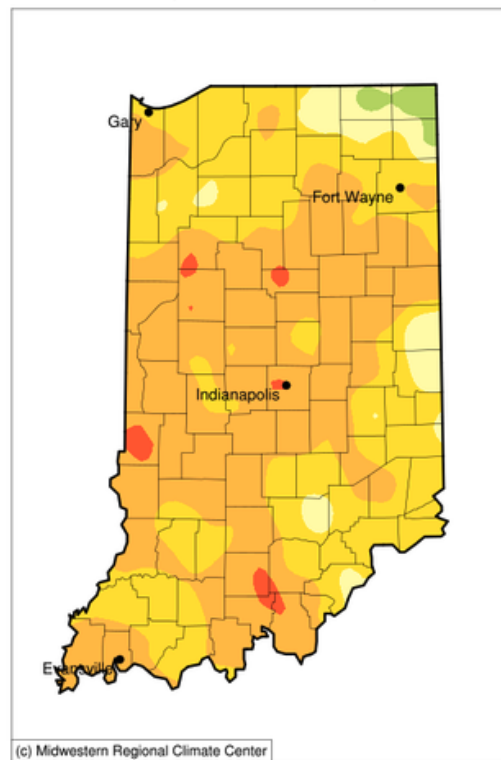 Gary
Fort Wayne
Indianapolis
Evansville
(c) Midwestern Regional Climate Center